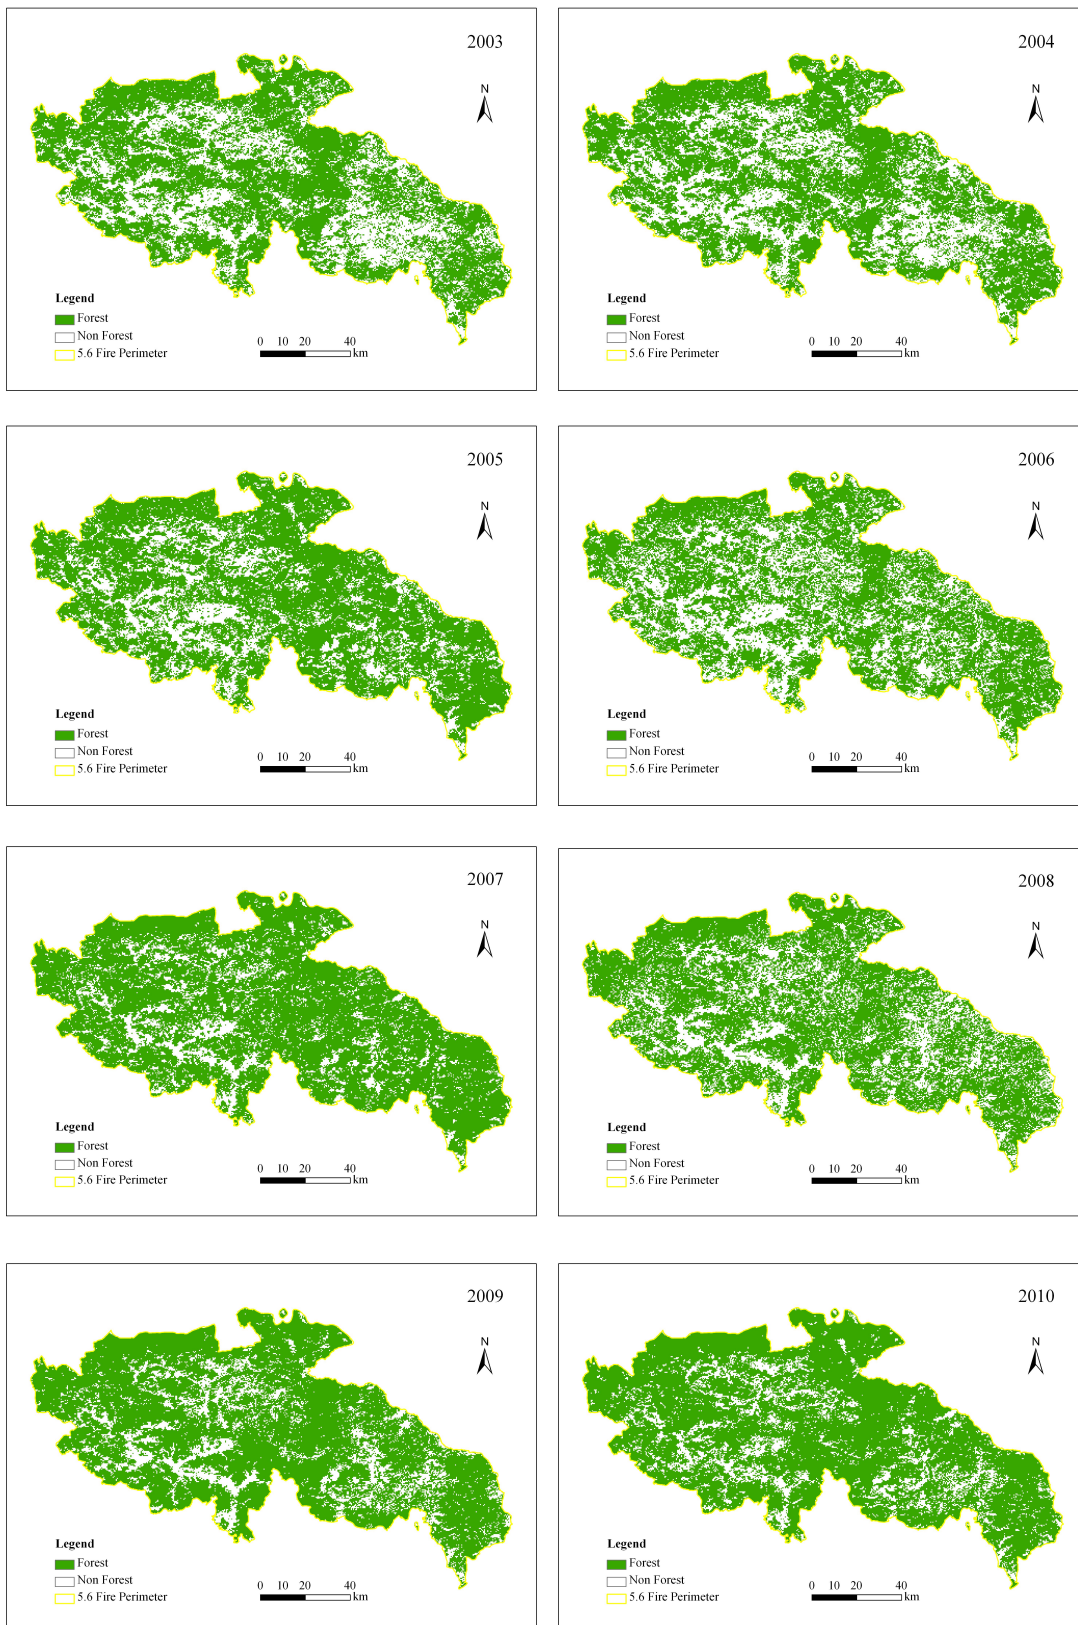 2003
N
Legend
Forest
Non Forest
5.6 Fire Perimeter
0 10 20 40
km
2004
N
Legend
Forest
Non Forest
5.6 Fire Perimeter
0 10 20 40
km
2005
N
Legend
Forest
Non Forest
5.6 Fire Perimeter
0 10 20 40
km
2006
N
Legend
Forest
Non Forest
5.6 Fire Perimeter
0 10 20 40
km
2007
N
Legend
Forest
Non Forest
5.6 Fire Perimeter
0 10 20 40
km
2008
N
Legend
Forest
Non Forest
5.6 Fire Perimeter
0 10 20 40
km
2009
N
Legend
Forest
Non Forest
5.6 Fire Perimeter
0 10 20 40
km
2010
N
Legend
Forest
Non Forest
5.6 Fire Perimeter
0 10 20 40
km